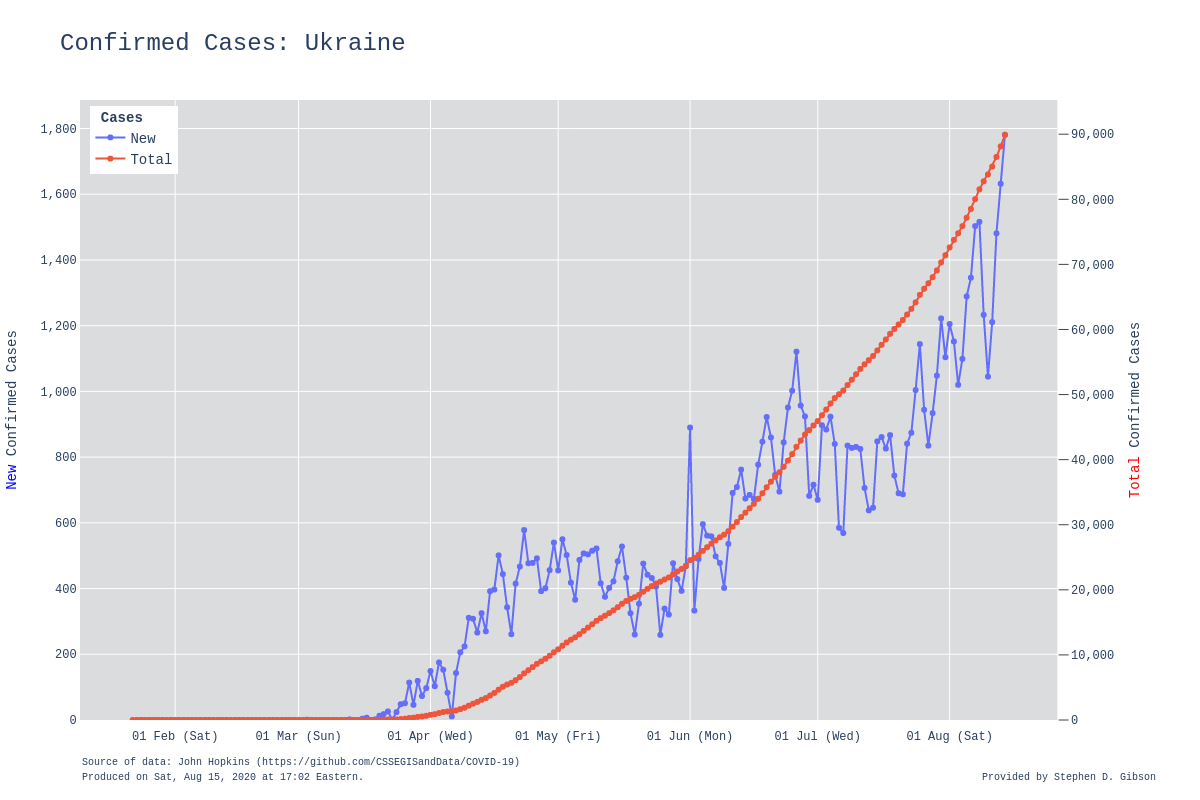 Confirmed Cases: Ukraine
Cases
New
Total
1,800
1,600
1,400
1,200
1,000
800
600
400
200
0
90,000
80,000
70,000
60,000
50,000
40,000
30,000
20,000
10,000
0
New Confirmed Cases
Total Confirmed Cases
01 Feb (Sat) 01 Mar (Sun) 01 Apr (Wed) 01 May (Fri) 01 Jun (Mon) 01 Jul (Wed) 01 Aug (Sat)
Source of data: John Hopkins (https://github.com/CSSEGISandData/COVID-19)
Produced on Sat, Aug 15, 2020 at 17:02 Eastern.
Provided by Stephen D. Gibson